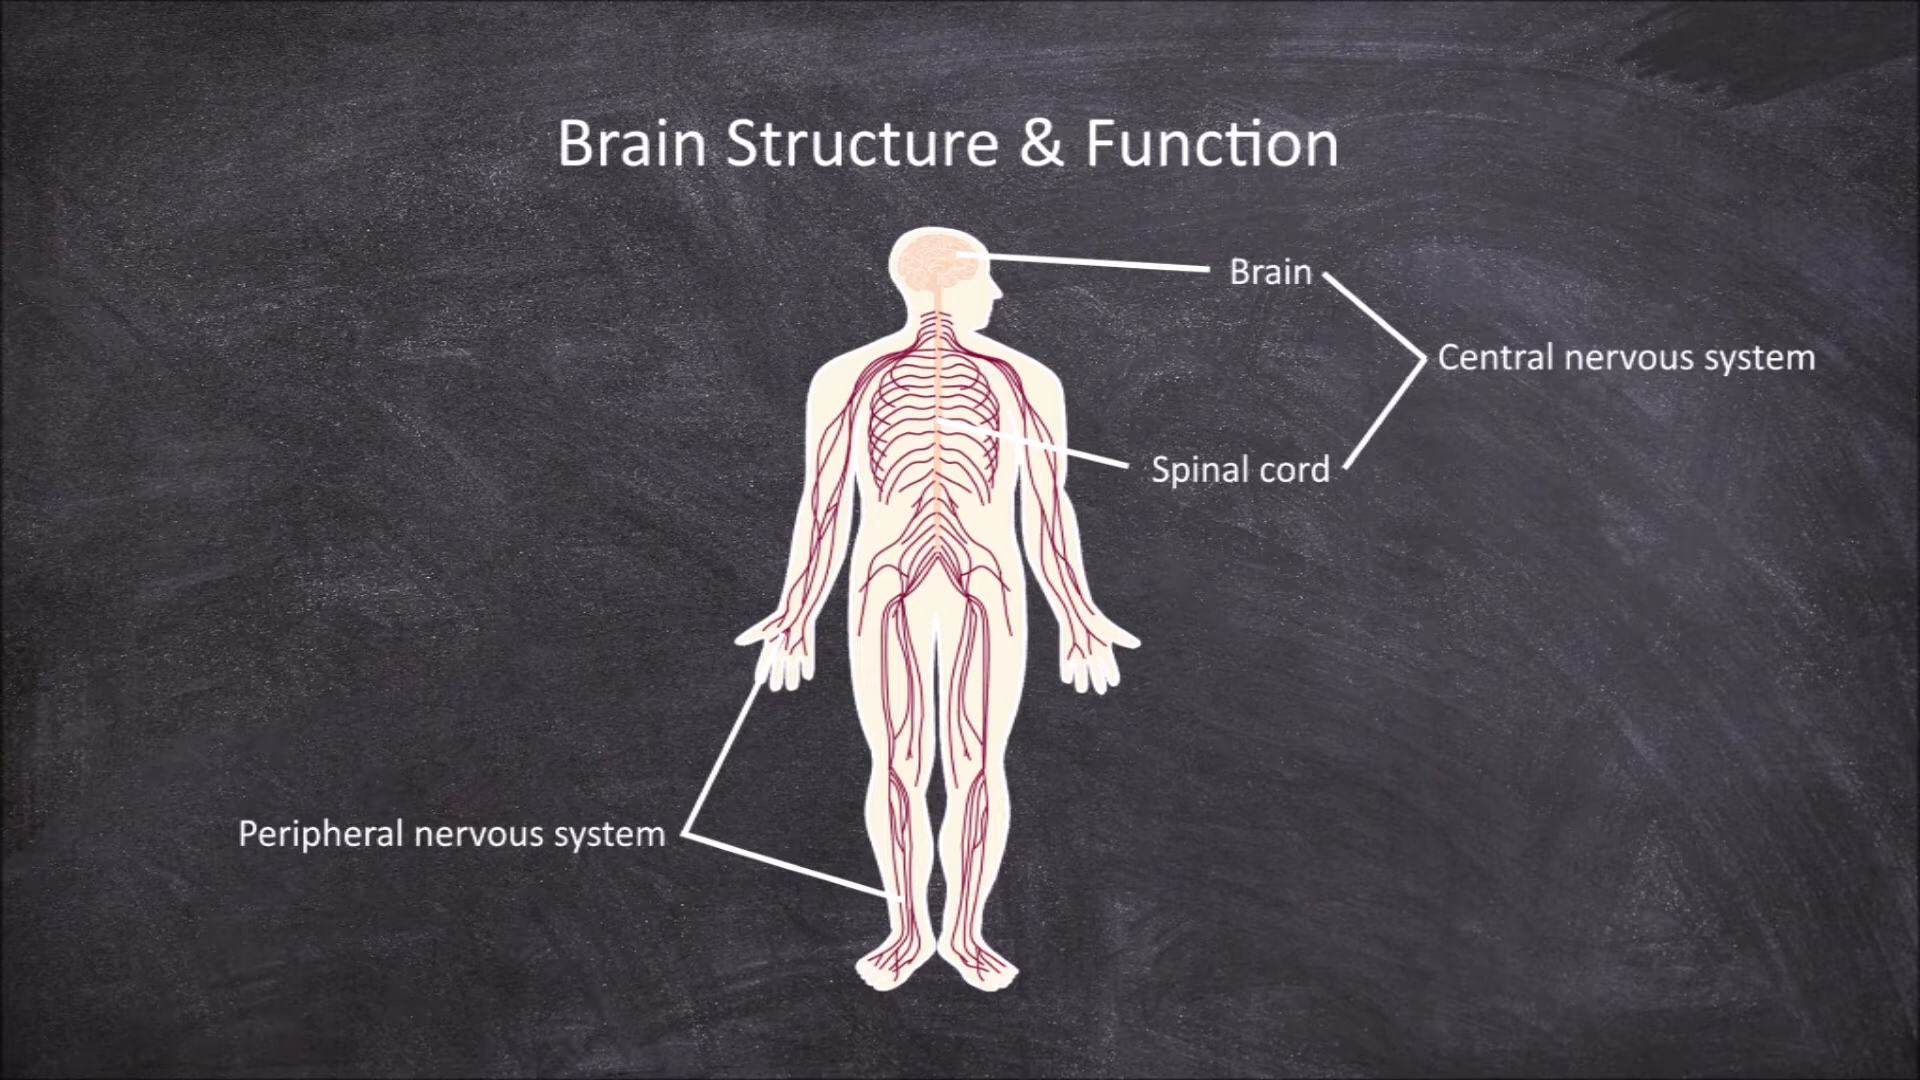 Brain Structure & Function
Brain
Central nervous system
Spinal cord
Peripheral nervous system